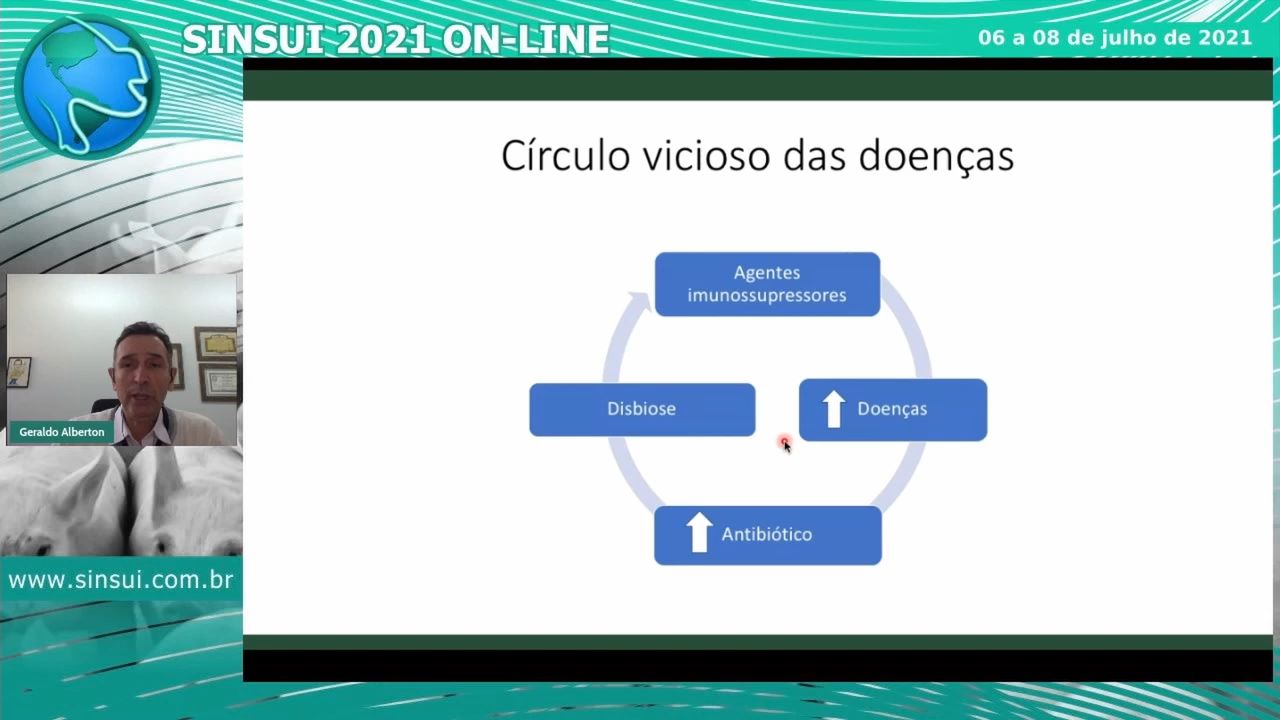 SINSUI 2021 ON-LINE
06 a 08 de julho de 2021
Círculo vicioso das doenças
Agentes
imunossupressores
Disbiose
Doenças
Antibiótico
Geraldo Alberton
www.sinsui.com.br